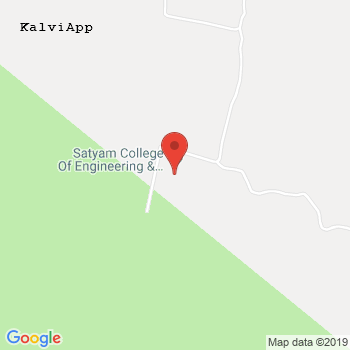 KalviApp
Satyam College
Of Engineering &...
Google
Map data ©2019